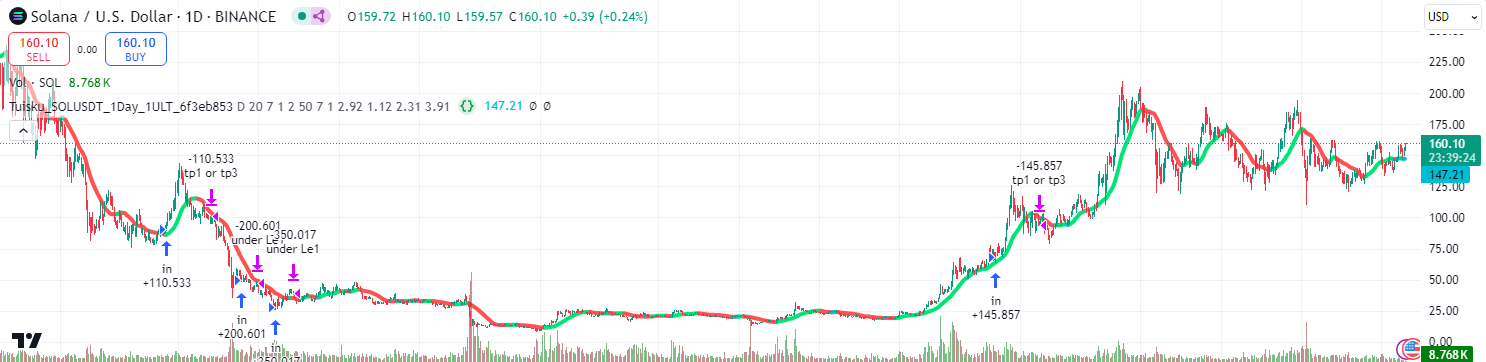 Solana / U.S. Dollar · 1D · BINANCE O159.72 H160.10 L159.57 C160.10 +0.39 (+0.24%)
USD
160.10
SELL
0.00
160.10
BUY
Vol · SOL 8.768 K
Tuisku_SOLUSDT_1Day_1ULT_6f3eb853 D 20 7 1 2 50 7 1 2.92 1.12 2.31 3.91 {} 147.21 Ø Ø
225.00
200.00
175.00
160.10
23:39:24
147.21
125.00
100.00
75.00
50.00
25.00
0.00
8.768 K
-110.533
tp1 or tp3
in
+110.533
-200.601
under Le1
in
+200.601
-350.017
under Le1
in
-145.857
tp1 or tp3
in
+145.857